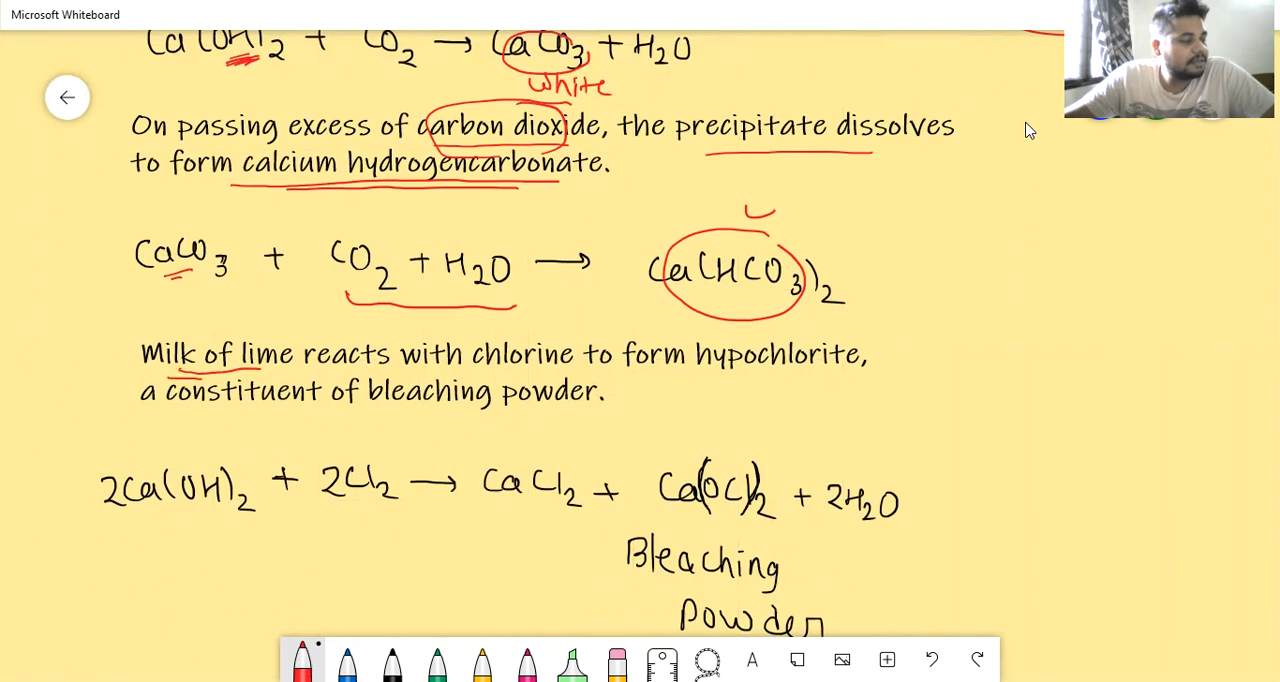 Microsoft Whiteboard
Ca(OH)2 + CO2 → CaCO3 + H2O
white
On passing excess of carbon dioxide, the precipitate dissolves
to form calcium hydrogencarbonate.
CaCO3 + CO2 + H2O → Ca(HCO3)2
Milk of lime reacts with chlorine to form hypochlorite,
a constituent of bleaching powder.
2Ca(OH)2 + 2Cl2 → CaCl2 + Ca(OCl)2 + 2H2O
Bleaching
Powder
A